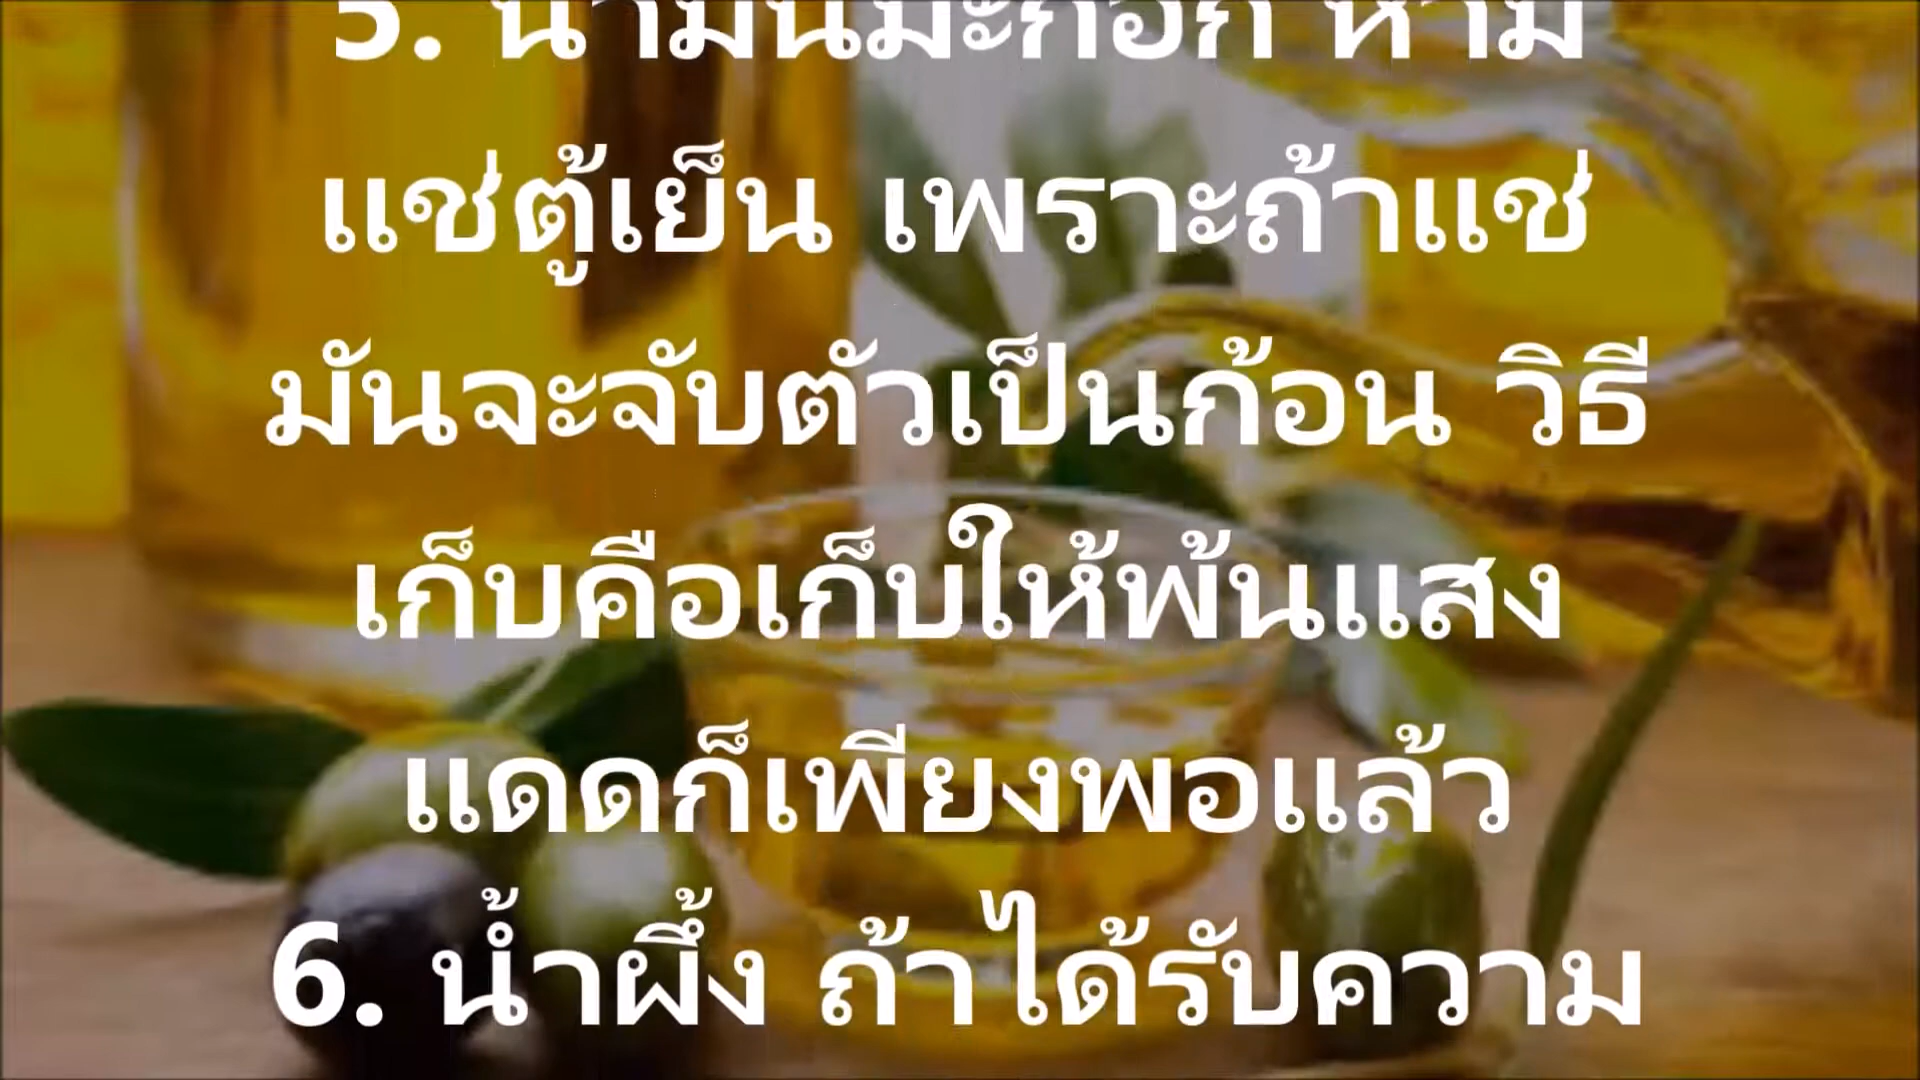 5. น้ำมันมะกอก ห้าม
แช่ตู้เย็น เพราะถ้าแช่
มันจะจับตัวเป็นก้อน วิธี
เก็บคือเก็บให้พ้นแสง
แดดก็เพียงพอแล้ว
6. น้ำผึ้ง ถ้าได้รับความ